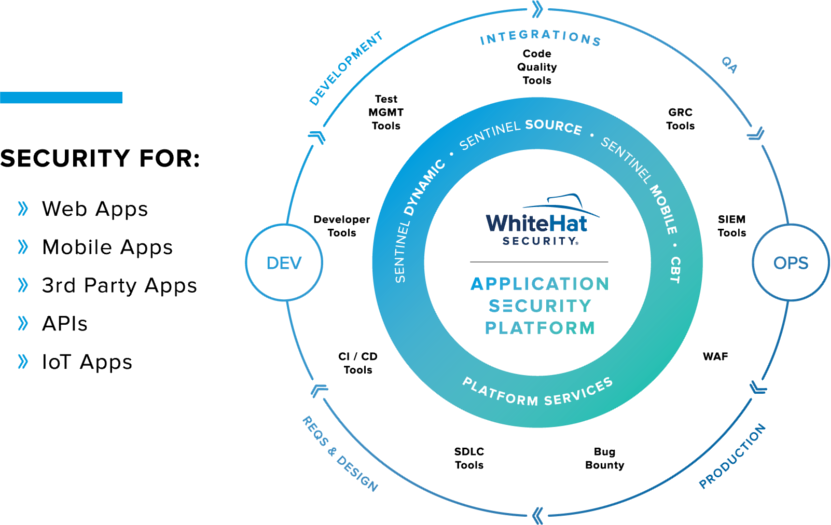 SECURITY FOR:
Web Apps
Mobile Apps
3rd Party Apps
APIs
IoT Apps
DEVELOPMENT
INTEGRATIONS
QA
Code
Quality
Tools
Test
MGMT
Tools
GRC
Tools
Developer
Tools
SIEM
Tools
DEV
OPS
SENTINEL DYNAMIC • SENTINEL SOURCE • SENTINEL MOBILE • CBT
WhiteHat
SECURITY®
APPLICATION
SECURITY
PLATFORM
CI / CD
Tools
WAF
PLATFORM SERVICES
SDLC
Tools
Bug
Bounty
REQS & DESIGN
PRODUCTION